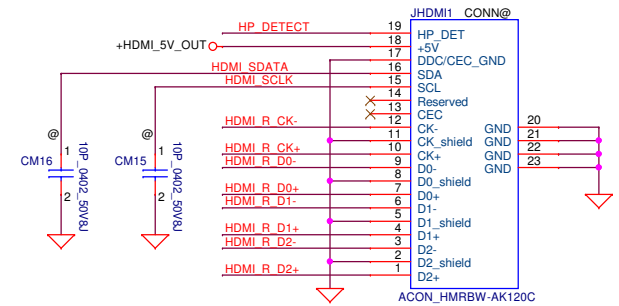 JHDMI1 CONN@
HP_DETECT 19 HP_DET
+HDMI_5V_OUT 18 +5V
17 DDC/CEC_GND
HDMI_SDATA 16 SDA
HDMI_SCLK 15 SCL
14 Reserved
13 CEC
HDMI_R_CK- 12 CK- GND 20
11 CK_shield GND 21
HDMI_R_CK+ 10 CK+ GND 22
HDMI_R_D0- 9 D0- GND 23
8 D0_shield
HDMI_R_D0+ 7 D0+
HDMI_R_D1- 6 D1-
5 D1_shield
HDMI_R_D1+ 4 D1+
HDMI_R_D2- 3 D2-
2 D2_shield
HDMI_R_D2+ 1 D2+
ACON_HMRBW-AK120C
@
1
CM16
2
10P_0402_50V8J
@
1
CM15
2
10P_0402_50V8J